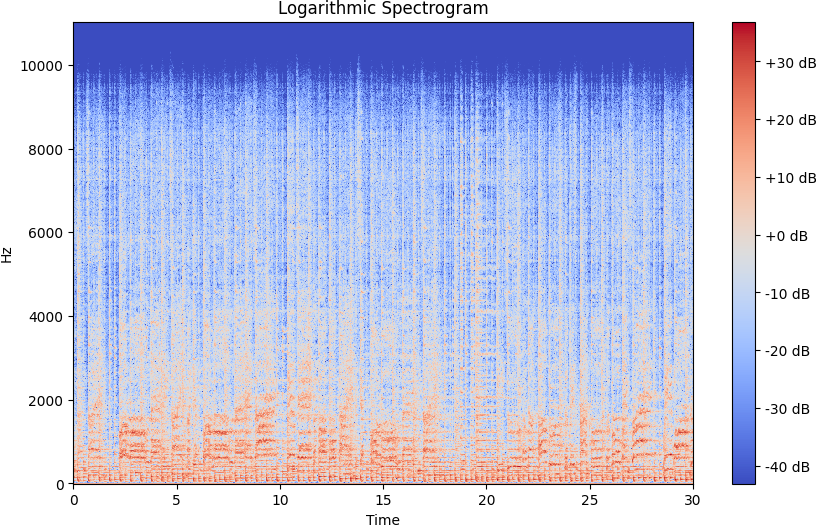 Logarithmic Spectrogram
Hz
10000
8000
6000
4000
2000
0
0 5 10 15 20 25 30
Time
+30 dB
+20 dB
+10 dB
+0 dB
-10 dB
-20 dB
-30 dB
-40 dB